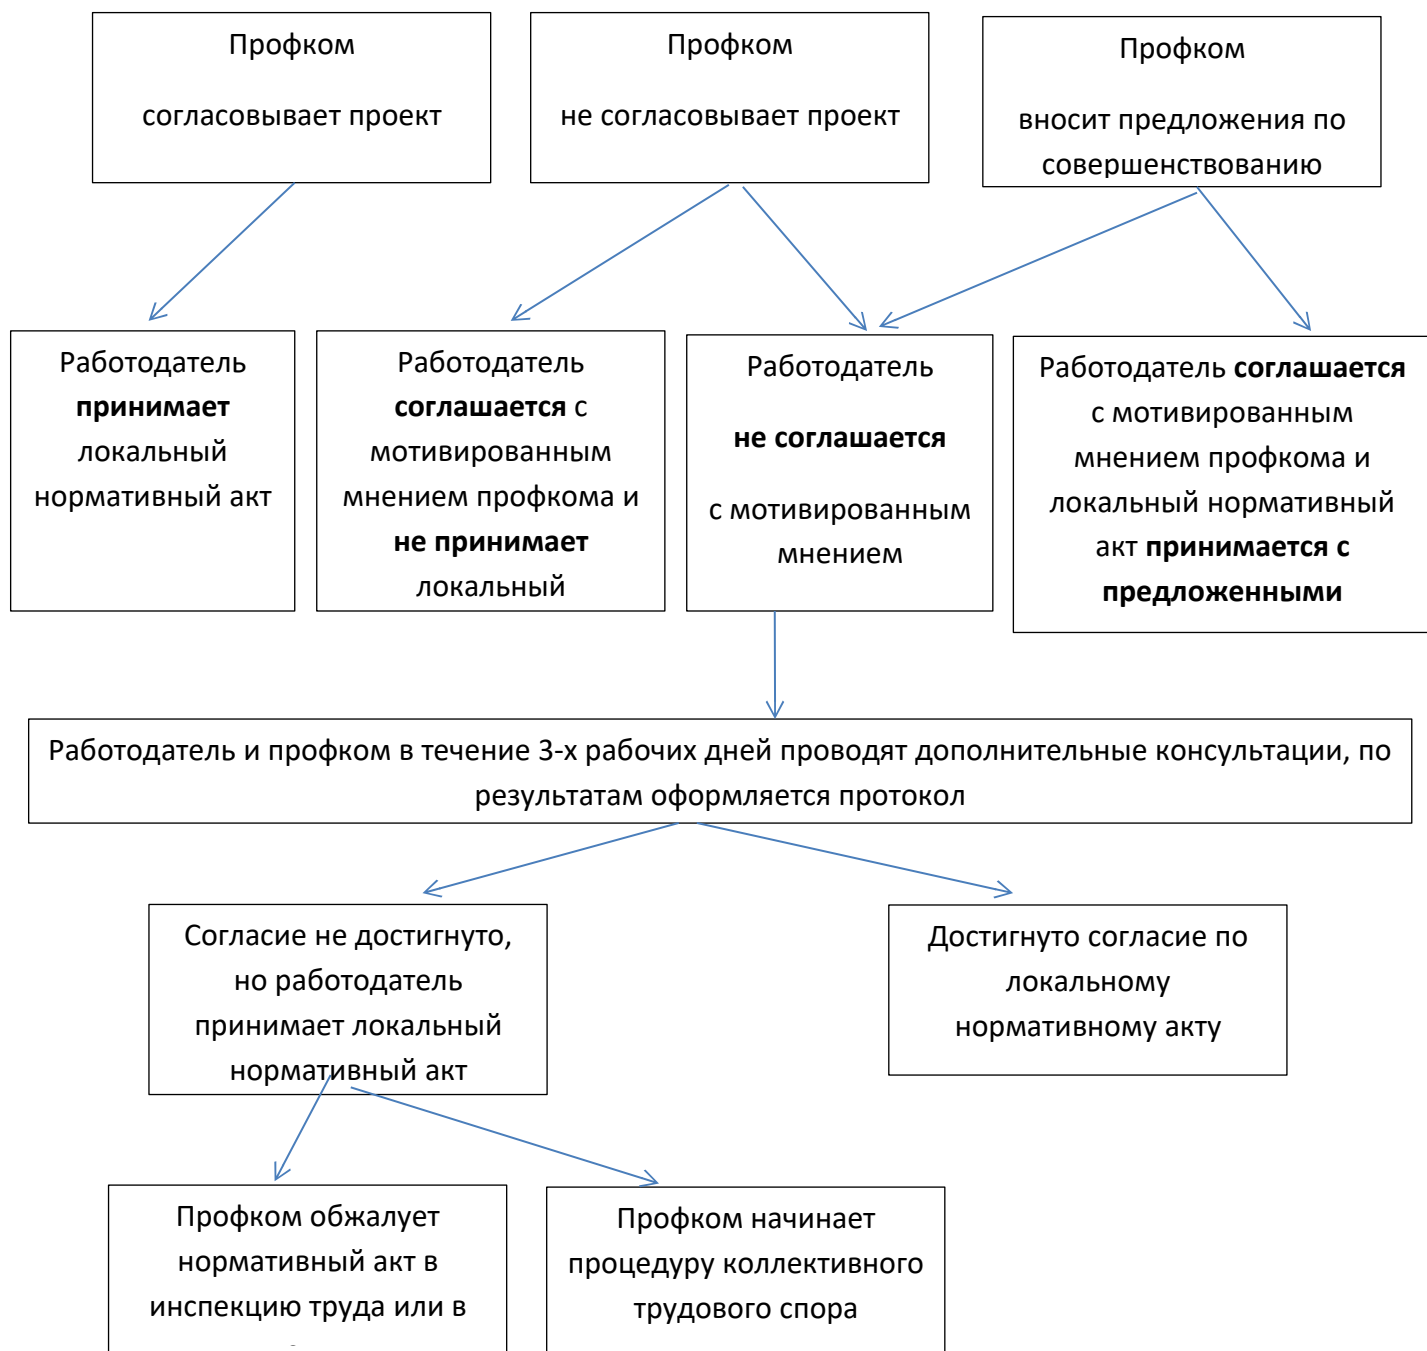 Профком
согласовывает проект
Профком
не согласовывает проект
Профком
вносит предложения по
совершенствованию
Работодатель
принимает
локальный
нормативный акт
Работодатель
соглашается с
мотивированным
мнением профкома и
не принимает
локальный
Работодатель
не соглашается
с мотивированным
мнением
Работодатель соглашается
с мотивированным
мнением профкома и
локальный нормативный
акт принимается с
предложенными
Работодатель и профком в течение 3-х рабочих дней проводят дополнительные консультации, по
результатам оформляется протокол
Согласие не достигнуто,
но работодатель
принимает локальный
нормативный акт
Достигнуто согласие по
локальному
нормативному акту
Профком обжалует
нормативный акт в
инспекцию труда или в
Профком начинает
процедуру коллективного
трудового спора